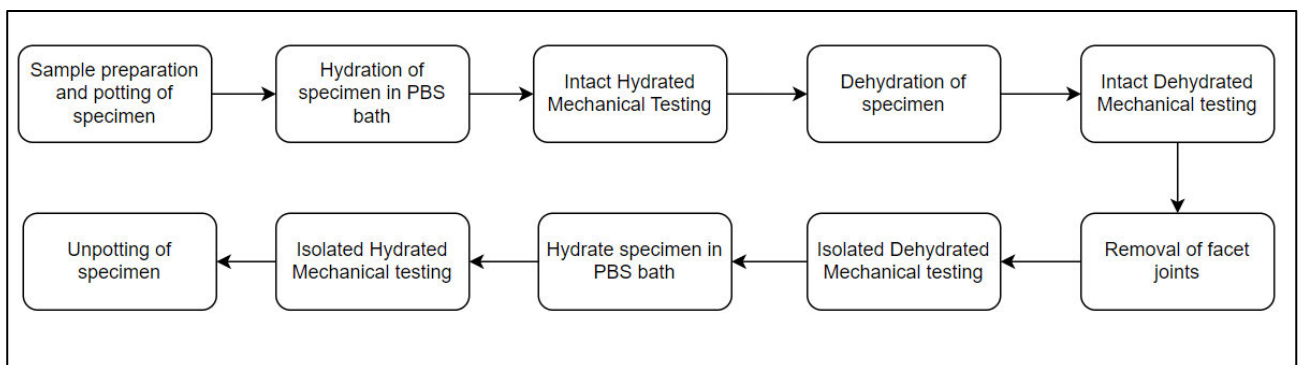 Sample preparation
and potting of
specimen
Hydration of
specimen in PBS
bath
Intact Hydrated
Mechanical Testing
Dehydration of
specimen
Intact Dehydrated
Mechanical testing
Removal of facet
joints
Isolated Dehydrated
Mechanical testing
Hydrate specimen in
PBS bath
Isolated Hydrated
Mechanical testing
Unpotting of
specimen